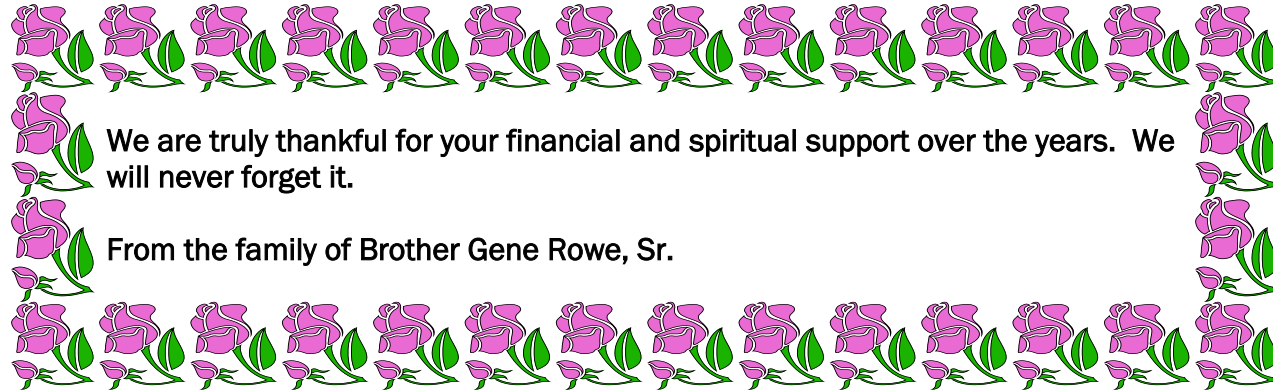 We are truly thankful for your financial and spiritual support over the years.  We
will never forget it.
From the family of Brother Gene Rowe, Sr.